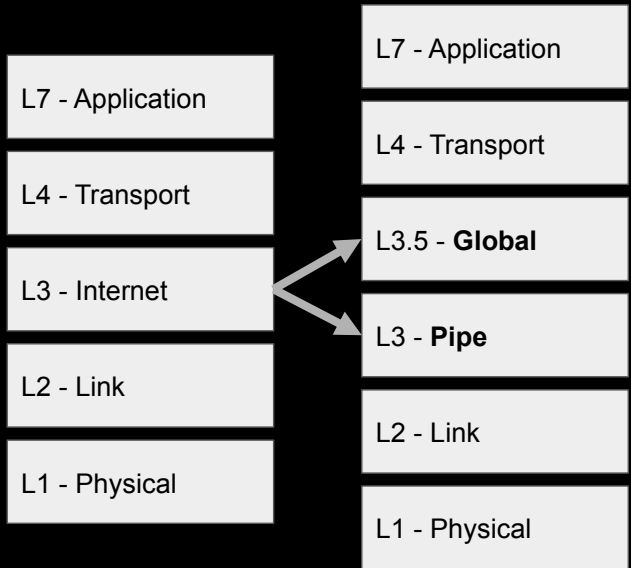 L7 - Application
L4 - Transport
L3 - Internet
L2 - Link
L1 - Physical
L7 - Application
L4 - Transport
L3.5 - Global
L3 - Pipe
L2 - Link
L1 - Physical